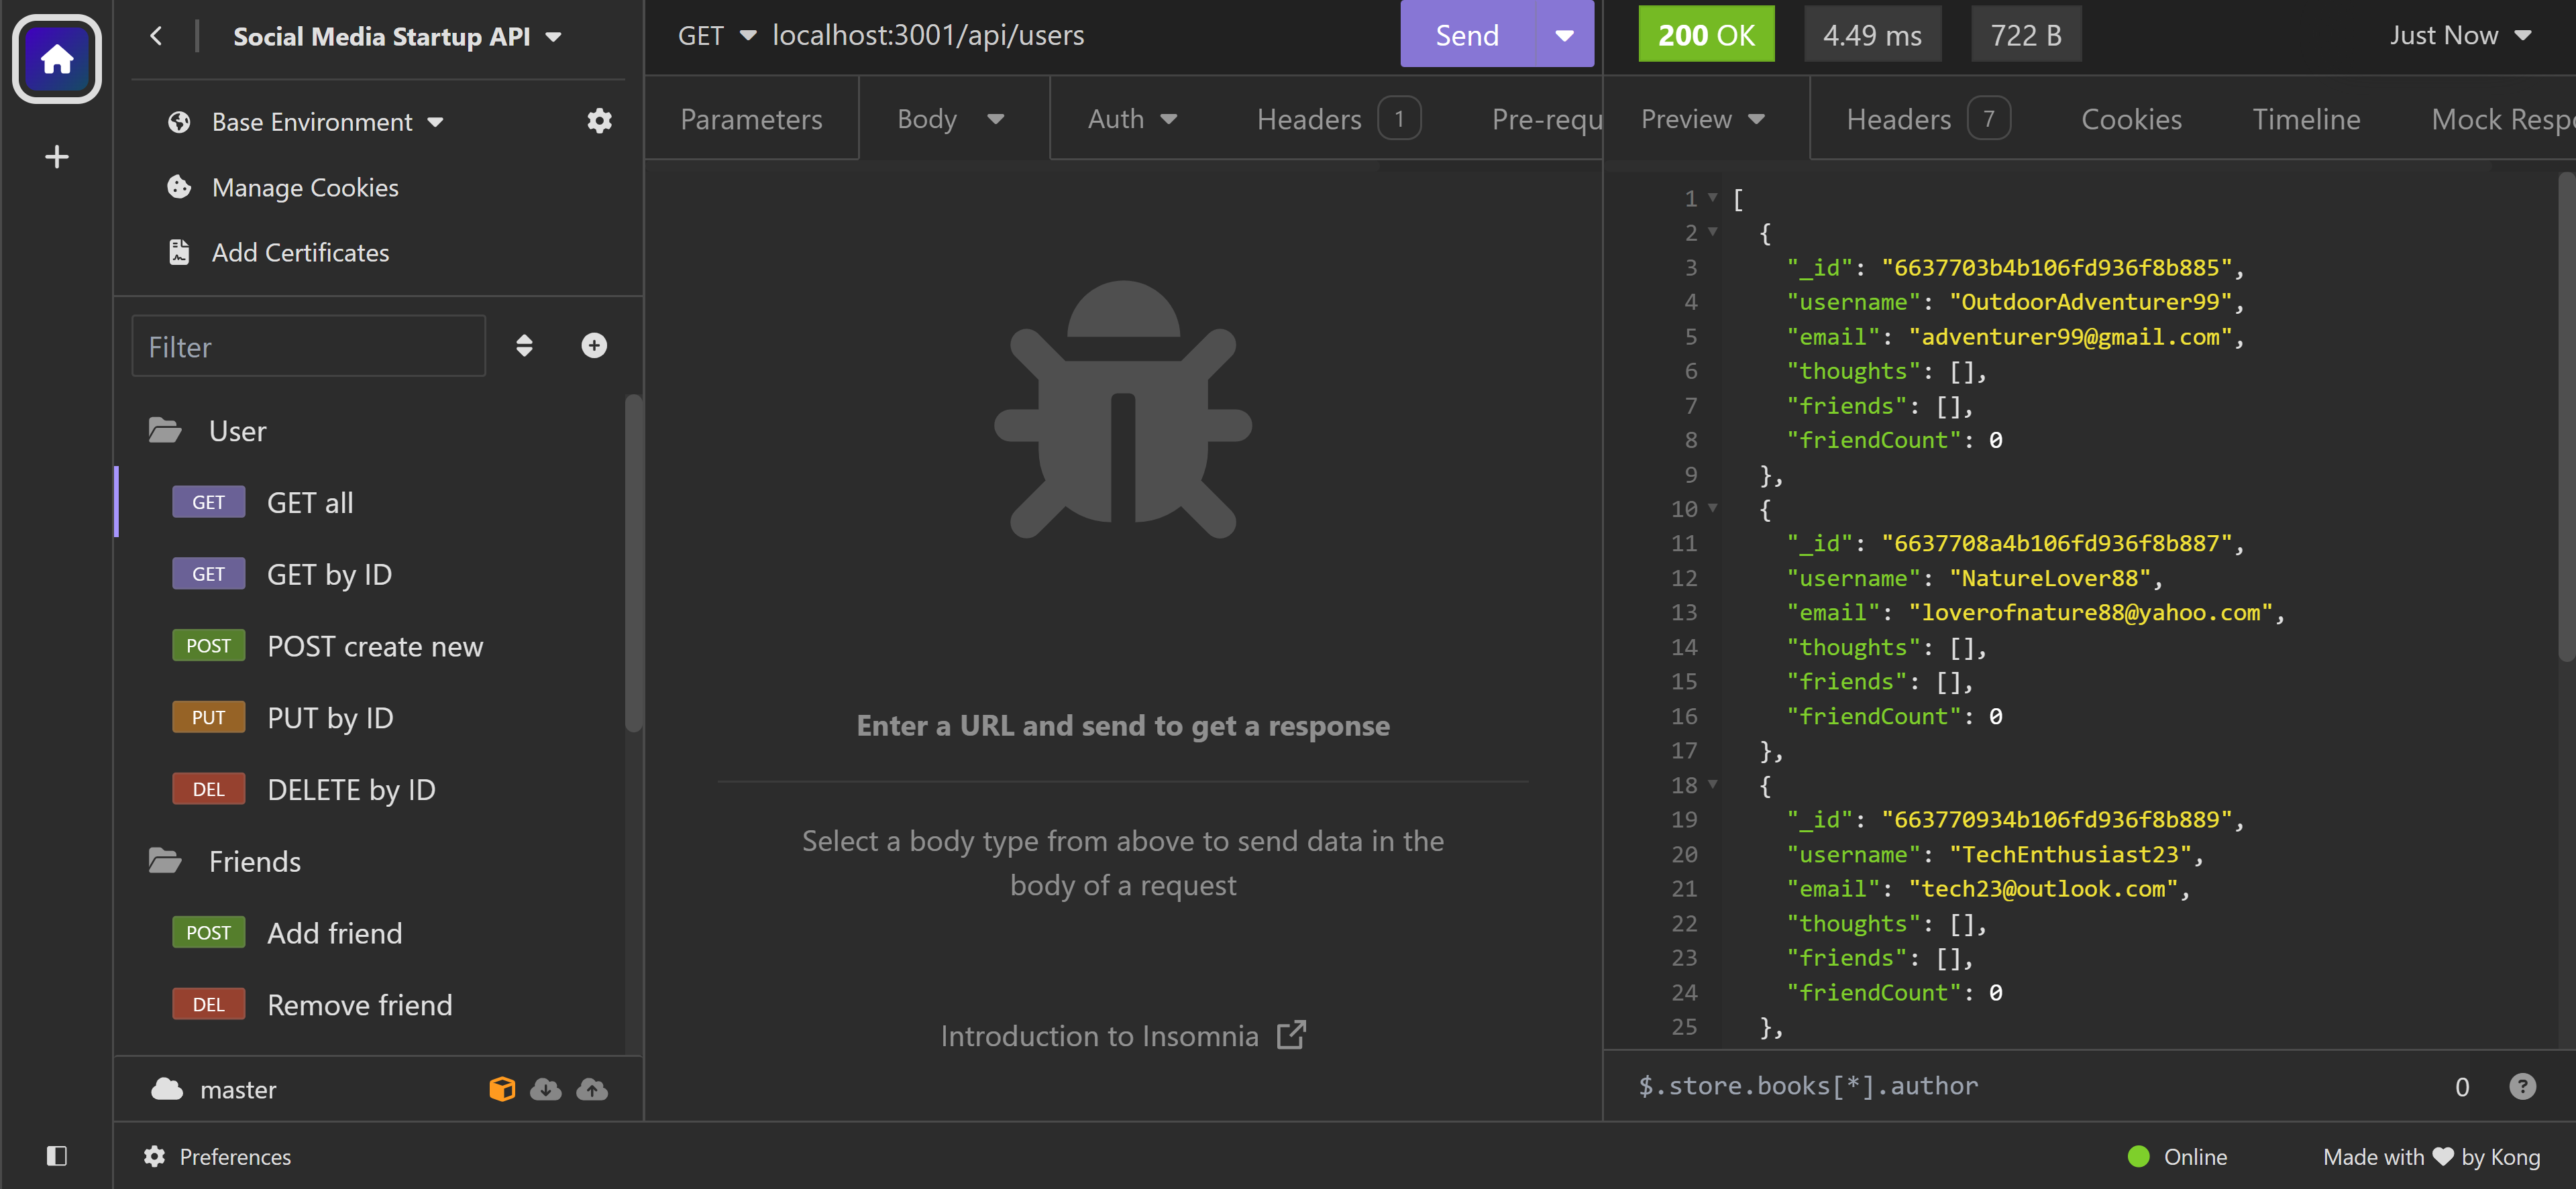 Social Media Startup API
Base Environment
Manage Cookies
Add Certificates
Filter
User
GET GET all
GET GET by ID
POST POST create new
PUT PUT by ID
DEL DELETE by ID
Friends
POST Add friend
DEL Remove friend
master
Preferences
GET localhost:3001/api/users Send
Parameters Body Auth Headers 1 Pre-requ
Enter a URL and send to get a response
Select a body type from above to send data in the
body of a request
Introduction to Insomnia
200 OK 4.49 ms 722 B Just Now
Preview Headers 7 Cookies Timeline Mock Resp
1 [
2 {
3 "_id": "6637703b4b106fd936f8b885",
4 "username": "OutdoorAdventurer99",
5 "email": "adventurer99@gmail.com",
6 "thoughts": [],
7 "friends": [],
8 "friendCount": 0
9 },
10 {
11 "_id": "6637708a4b106fd936f8b887",
12 "username": "NatureLover88",
13 "email": "loverofnature88@yahoo.com",
14 "thoughts": [],
15 "friends": [],
16 "friendCount": 0
17 },
18 {
19 "_id": "663770934b106fd936f8b889",
20 "username": "TechEnthusiast23",
21 "email": "tech23@outlook.com",
22 "thoughts": [],
23 "friends": [],
24 "friendCount": 0
25 },
$.store.books[*].author 0 ?
Online Made with by Kong